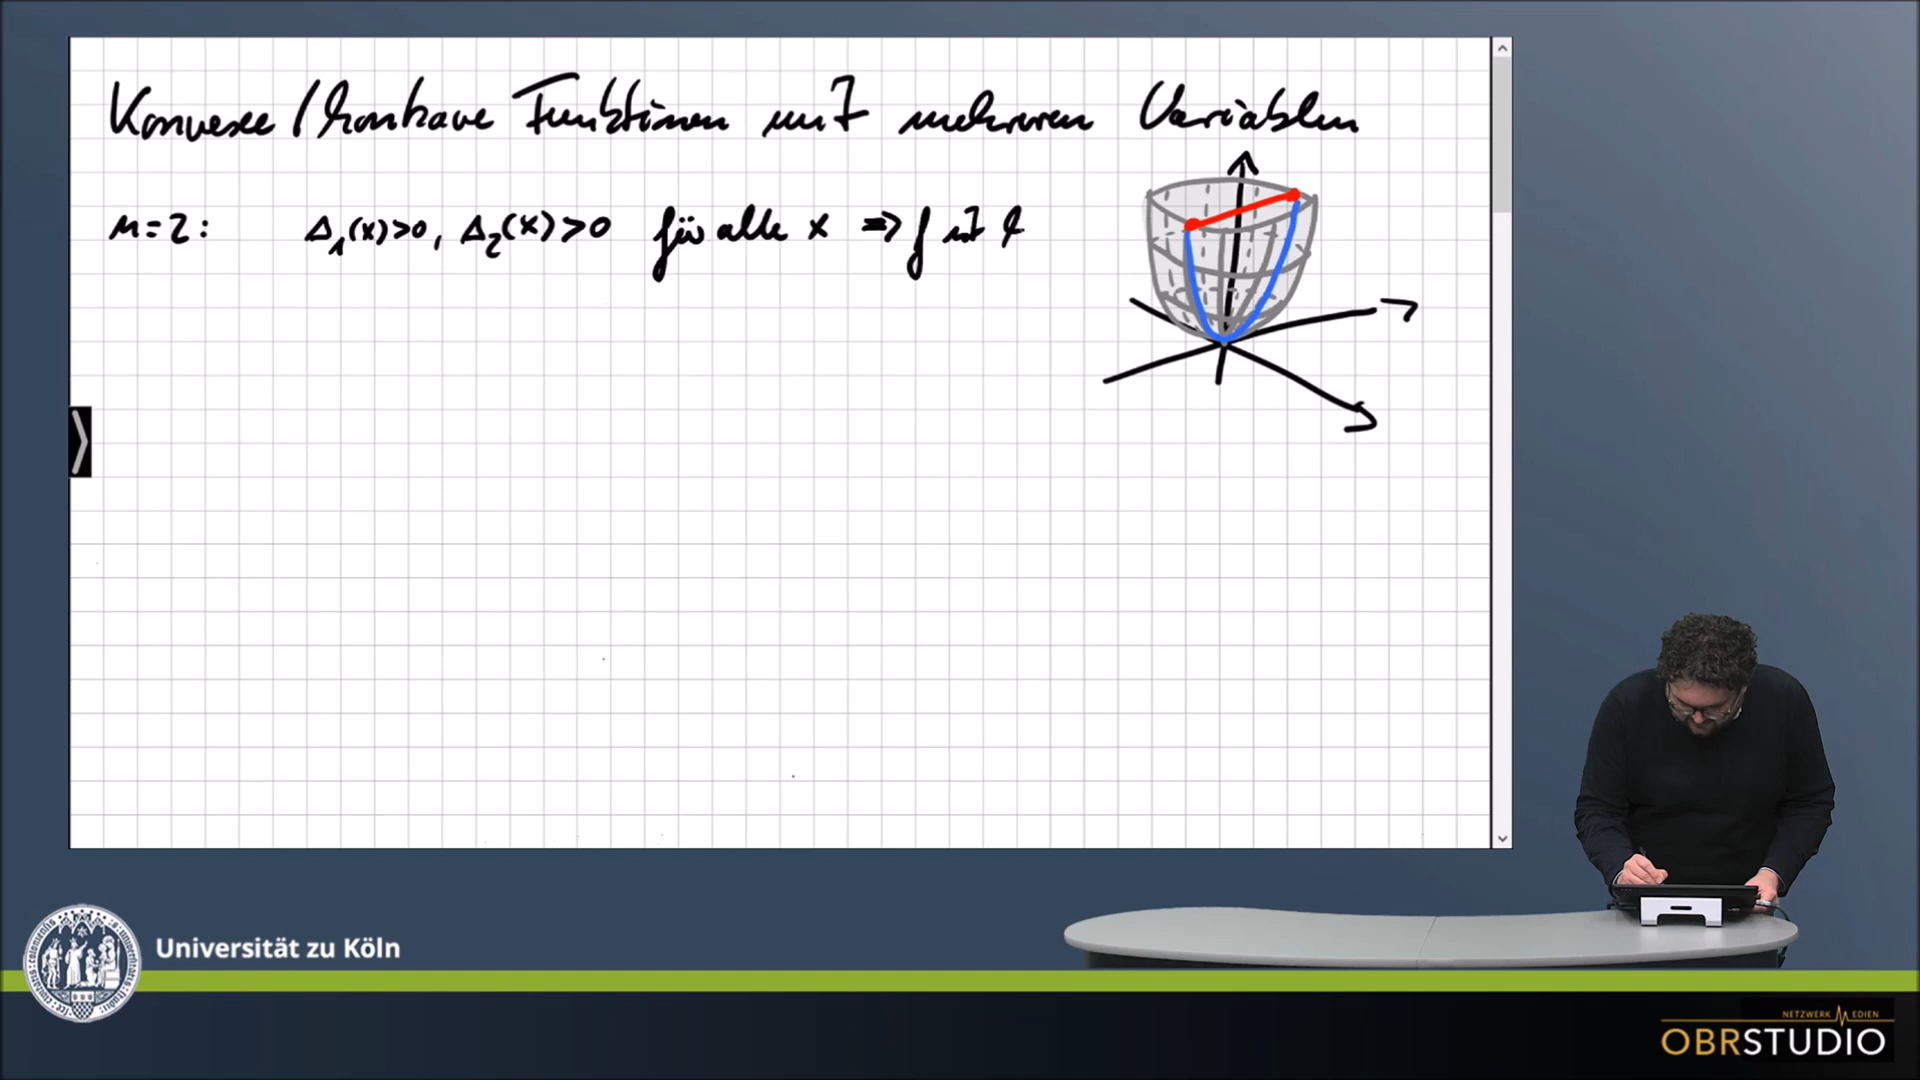 Konvexe / konkave Funktionen mit mehreren Variablen
n=2: Δ₁(x)>0, Δ₂(x)>0 für alle x ⇒ f ist
Universität zu Köln
NETZWERK MEDIEN
OBRSTUDIO